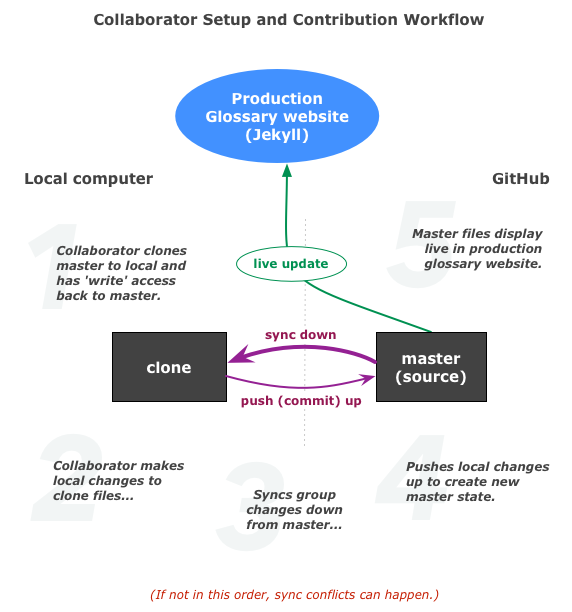 Collaborator Setup and Contribution Workflow
Production
Glossary website
(Jekyll)
Local computer
GitHub
1
Collaborator clones
master to local and
has 'write' access
back to master.
5
Master files display
live in production
glossary website.
live update
sync down
clone
master
(source)
push (commit) up
2
Collaborator makes
local changes to
clone files...
3
Syncs group
changes down
from master...
4
Pushes local changes
up to create new
master state.
(If not in this order, sync conflicts can happen.)